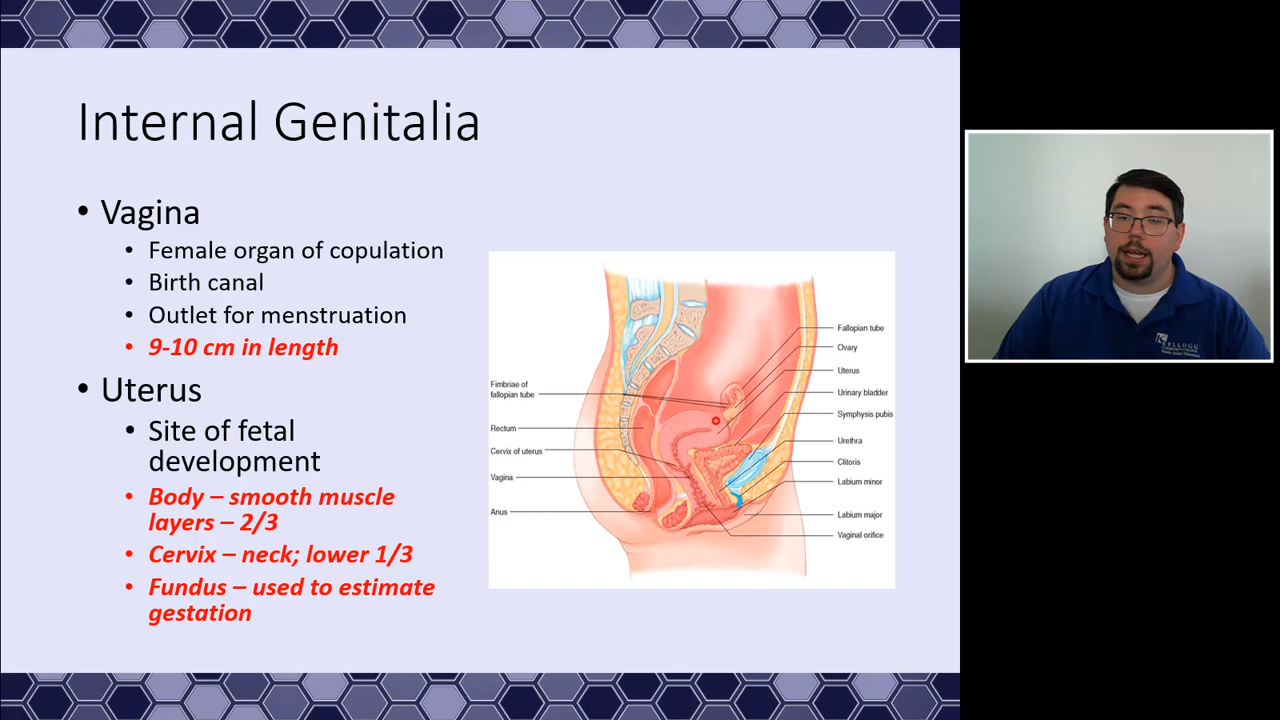 Internal Genitalia
• Vagina
• Female organ of copulation
• Birth canal
• Outlet for menstruation
• 9-10 cm in length
• Uterus
• Site of fetal
development
• Body – smooth muscle
layers – 2/3
• Cervix – neck; lower 1/3
• Fundus – used to estimate
gestation
Fimbriae of
fallopian tube
Rectum
Cervix of uterus
Vagina
Anus
Fallopian tube
Ovary
Uterus
Urinary bladder
Symphysis pubis
Urethra
Clitoris
Labium minor
Labium major
Vaginal orifice
KELLOGG